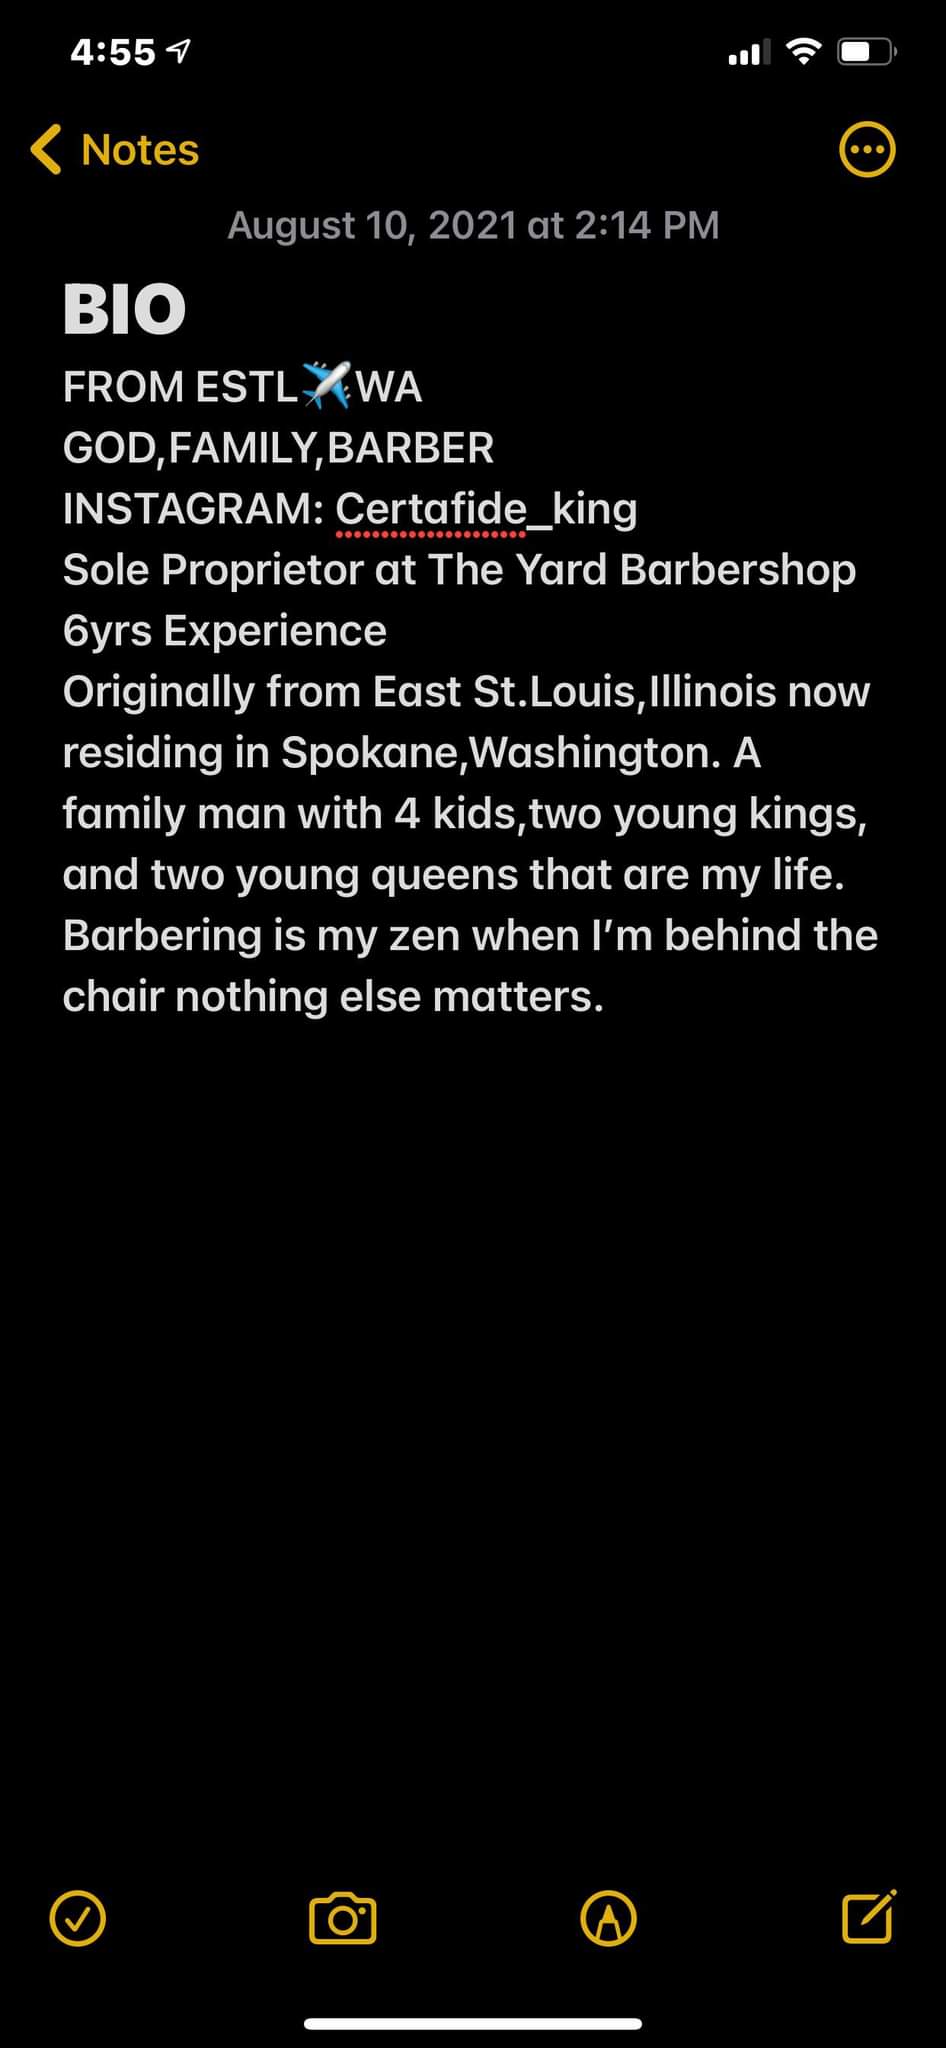 4:55
Notes
August 10, 2021 at 2:14 PM
BIO
FROM ESTL✈️WA
GOD,FAMILY,BARBER
INSTAGRAM: Certafide_king
Sole Proprietor at The Yard Barbershop
6yrs Experience
Originally from East St.Louis,Illinois now
residing in Spokane,Washington. A
family man with 4 kids,two young kings,
and two young queens that are my life.
Barbering is my zen when I’m behind the
chair nothing else matters.